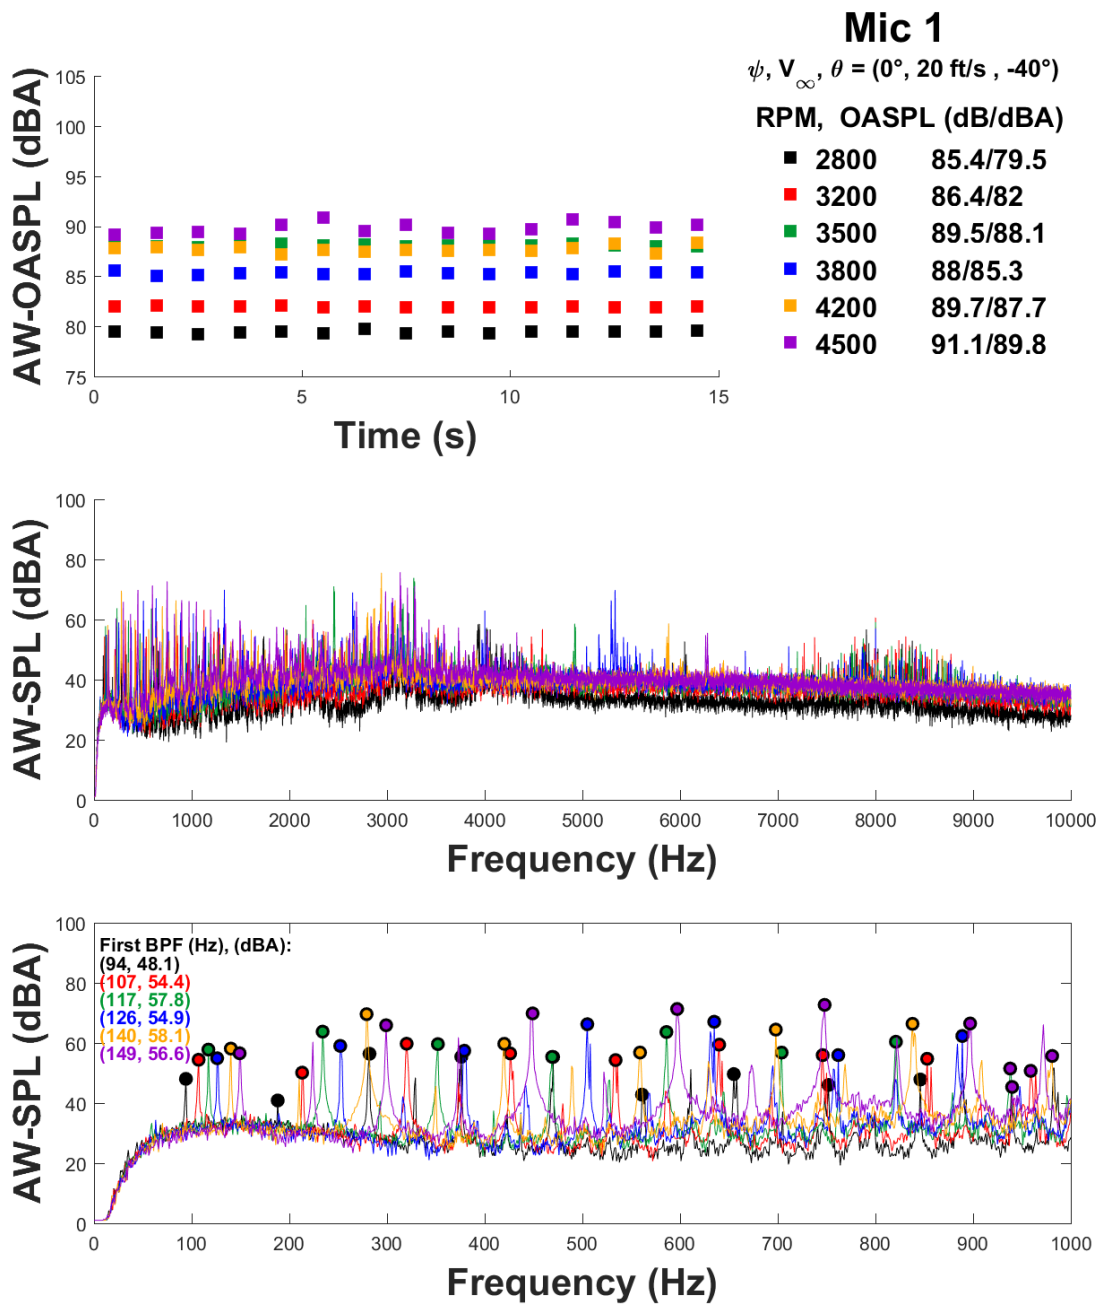 Mic 1
ψ, V∞, θ = (0°, 20 ft/s , -40°)
RPM, OASPL (dB/dBA)
2800 85.4/79.5
3200 86.4/82
3500 89.5/88.1
3800 88/85.3
4200 89.7/87.7
4500 91.1/89.8
AW-OASPL (dBA)
105
100
95
90
85
80
75
0 5 10 15
Time (s)
AW-SPL (dBA)
100
80
60
40
20
0
0 1000 2000 3000 4000 5000 6000 7000 8000 9000 10000
Frequency (Hz)
AW-SPL (dBA)
100
80
60
40
20
0
First BPF (Hz), (dBA):
(94, 48.1)
(107, 54.4)
(117, 57.8)
(126, 54.9)
(140, 58.1)
(149, 56.6)
0 100 200 300 400 500 600 700 800 900 1000
Frequency (Hz)